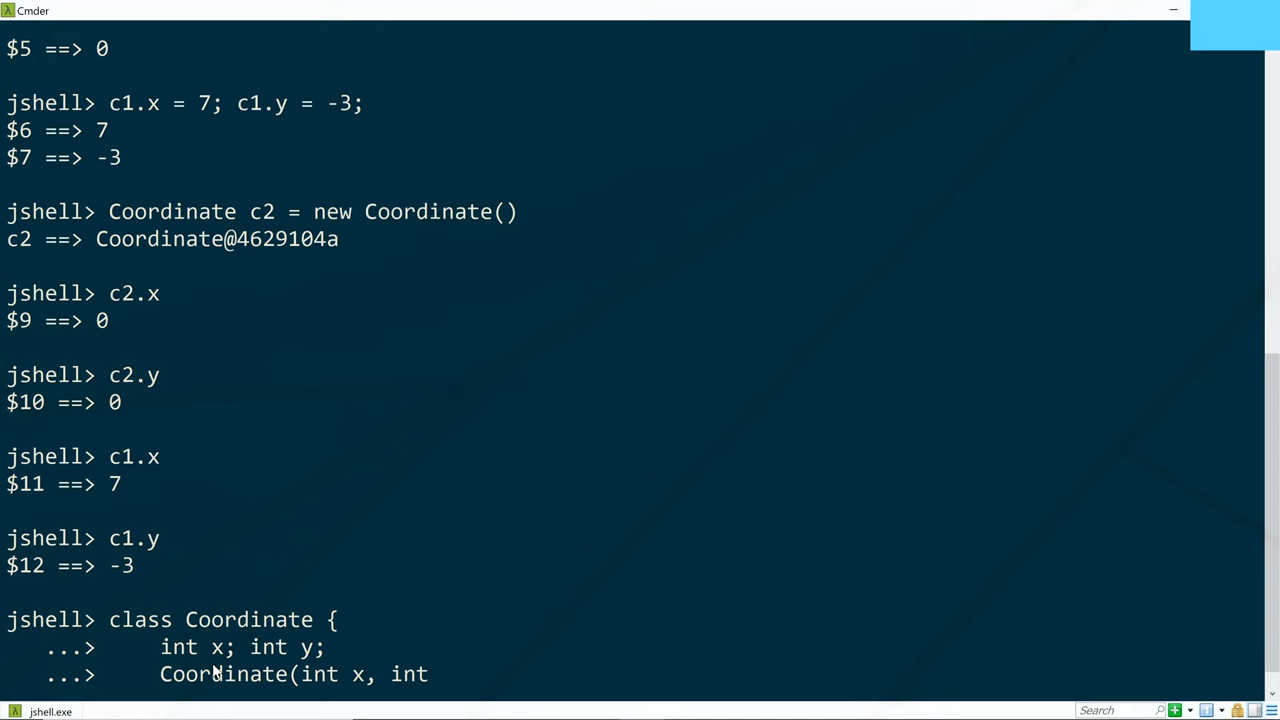 Cmder
$5 ==> 0
jshell> c1.x = 7; c1.y = -3;
$6 ==> 7
$7 ==> -3
jshell> Coordinate c2 = new Coordinate()
c2 ==> Coordinate@4629104a
jshell> c2.x
$9 ==> 0
jshell> c2.y
$10 ==> 0
jshell> c1.x
$11 ==> 7
jshell> c1.y
$12 ==> -3
jshell> class Coordinate {
...> int x; int y;
...> Coordinate(int x, int
jshell.exe Search